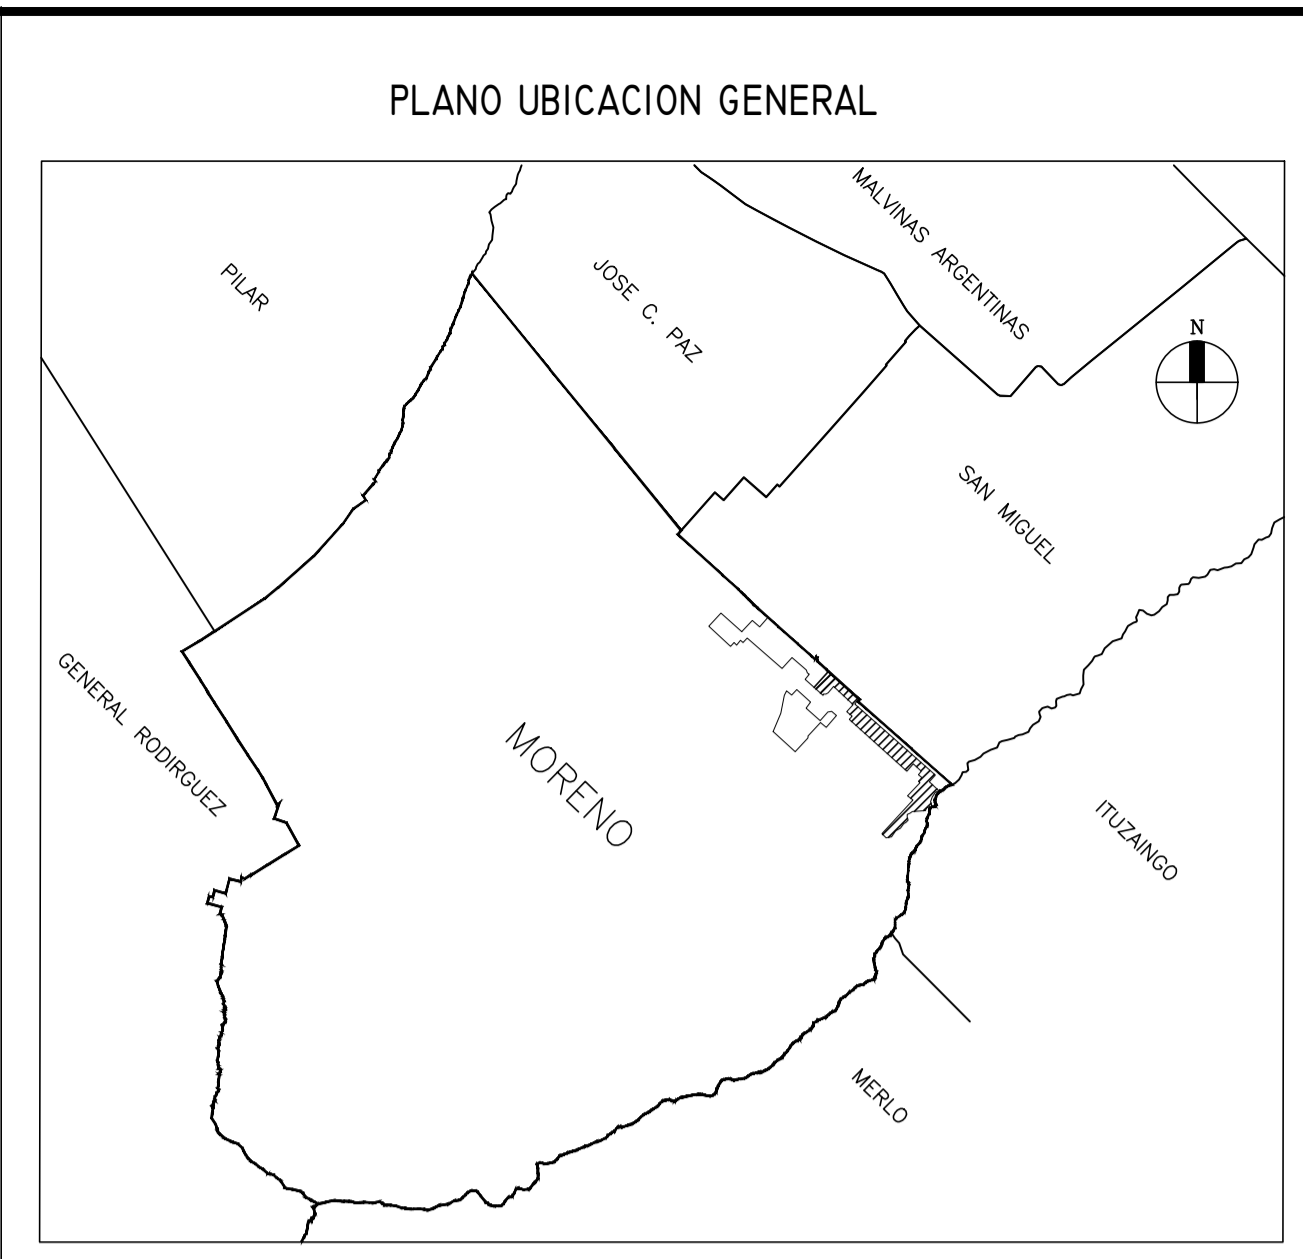 PLANO UBICACION GENERAL
MALVINAS ARGENTINAS
PILAR
JOSE C. PAZ
N
SAN MIGUEL
GENERAL RODIRGUEZ
MORENO
ITUZAINGO
MERLO